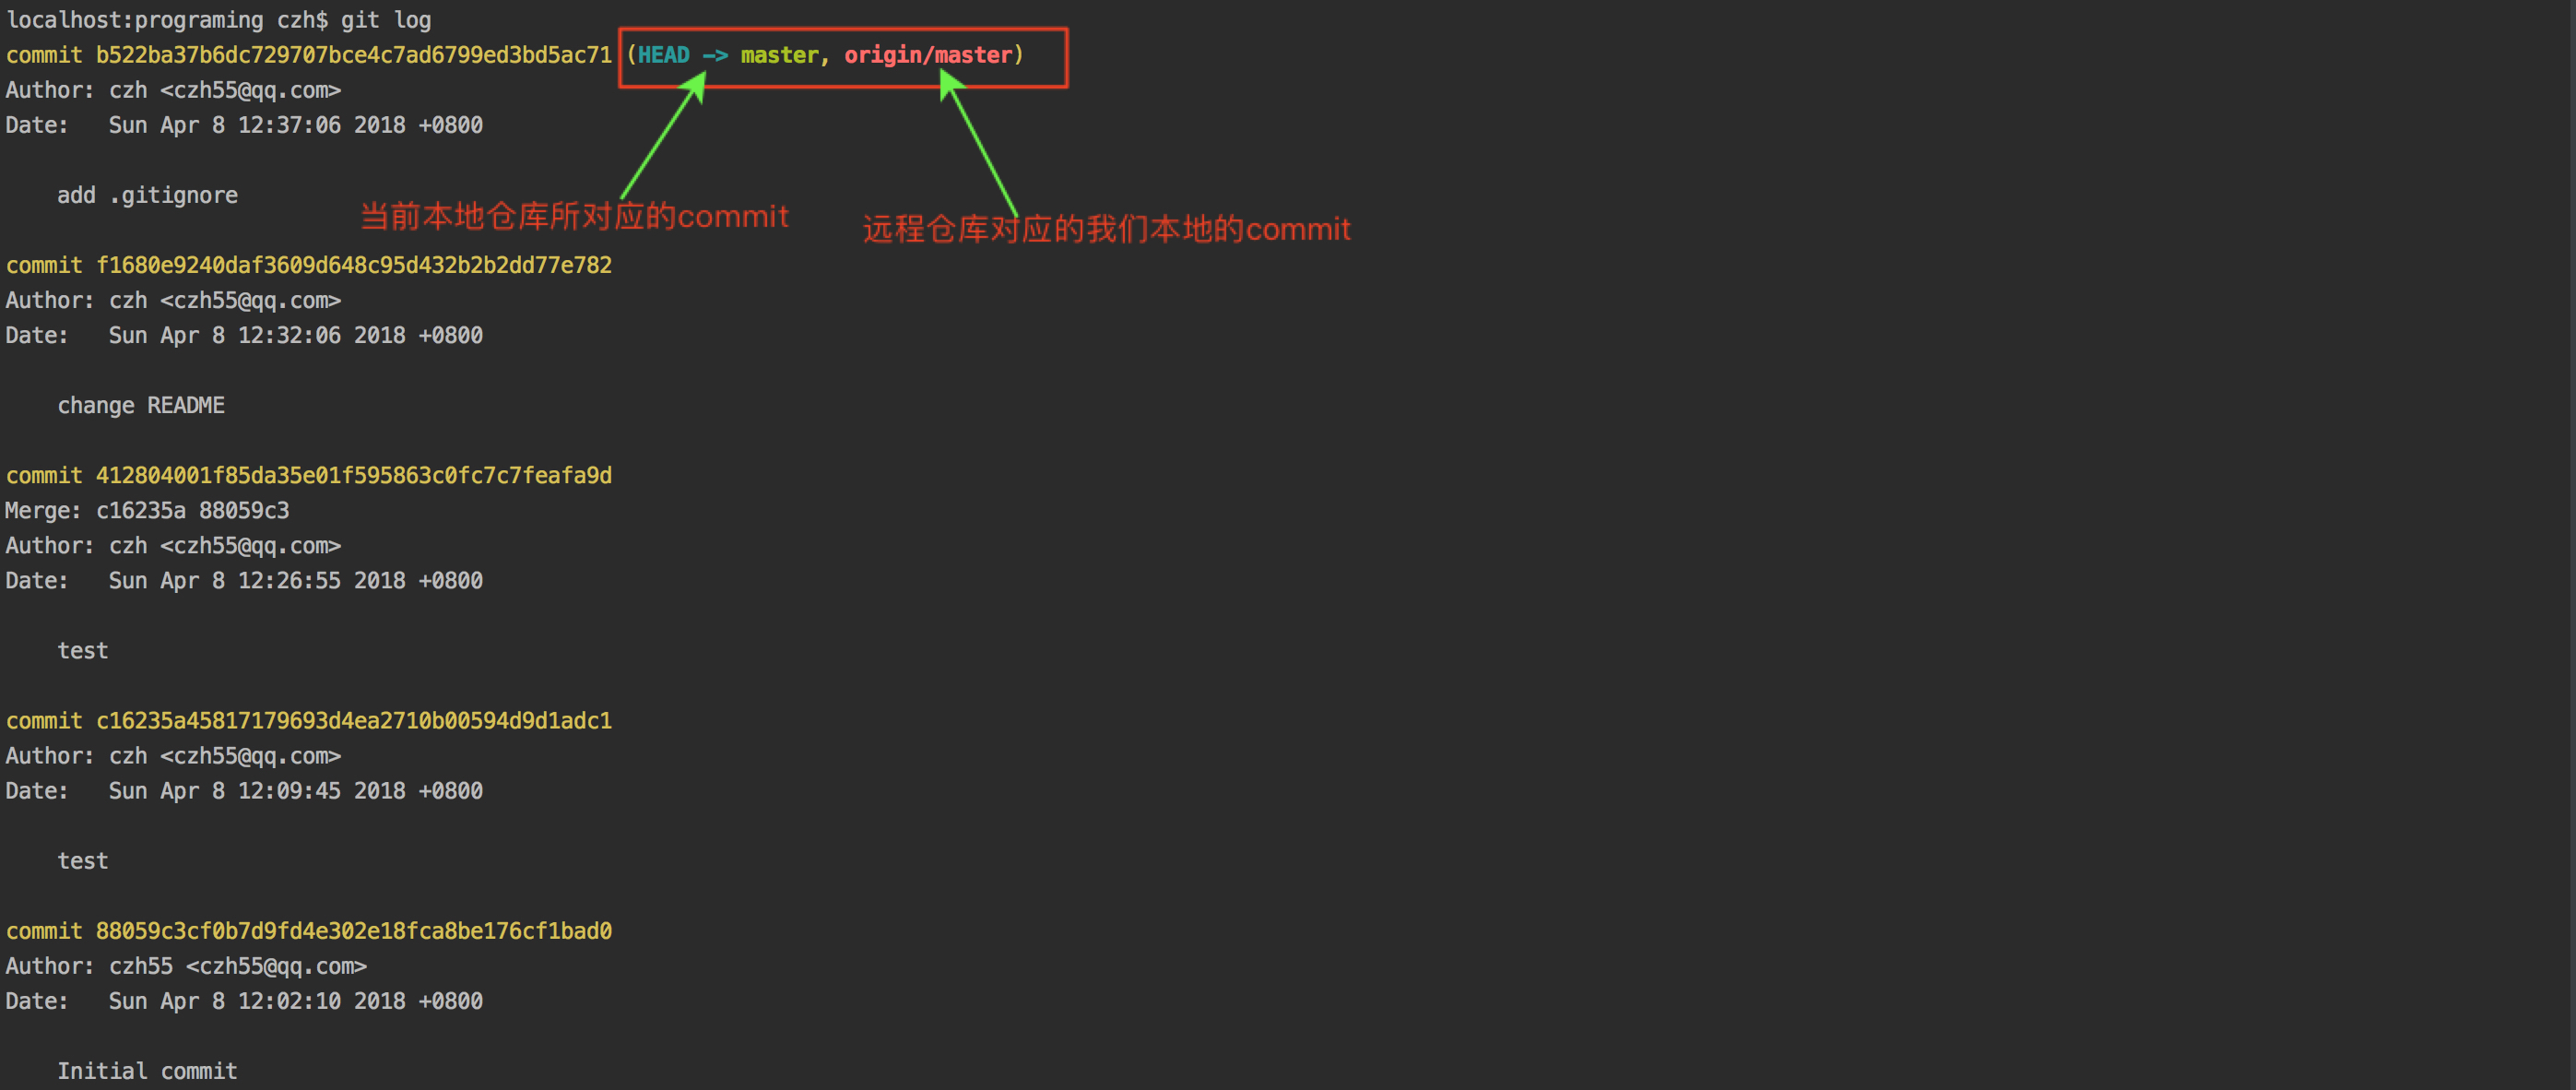 localhost:programing czh$ git log
commit b522ba37b6dc729707bce4c7ad6799ed3bd5ac71 (HEAD -> master, origin/master)
Author: czh <czh55@qq.com>
Date:   Sun Apr 8 12:37:06 2018 +0800
add .gitignore
当前本地仓库所对应的commit
远程仓库对应的我们本地的commit
commit f1680e9240daf3609d648c95d432b2b2dd77e782
Author: czh <czh55@qq.com>
Date:   Sun Apr 8 12:32:06 2018 +0800
change README
commit 412804001f85da35e01f595863c0fc7c7feafa9d
Merge: c16235a 88059c3
Author: czh <czh55@qq.com>
Date:   Sun Apr 8 12:26:55 2018 +0800
test
commit c16235a45817179693d4ea2710b00594d9d1adc1
Author: czh <czh55@qq.com>
Date:   Sun Apr 8 12:09:45 2018 +0800
test
commit 88059c3cf0b7d9fd4e302e18fca8be176cf1bad0
Author: czh55 <czh55@qq.com>
Date:   Sun Apr 8 12:02:10 2018 +0800
Initial commit